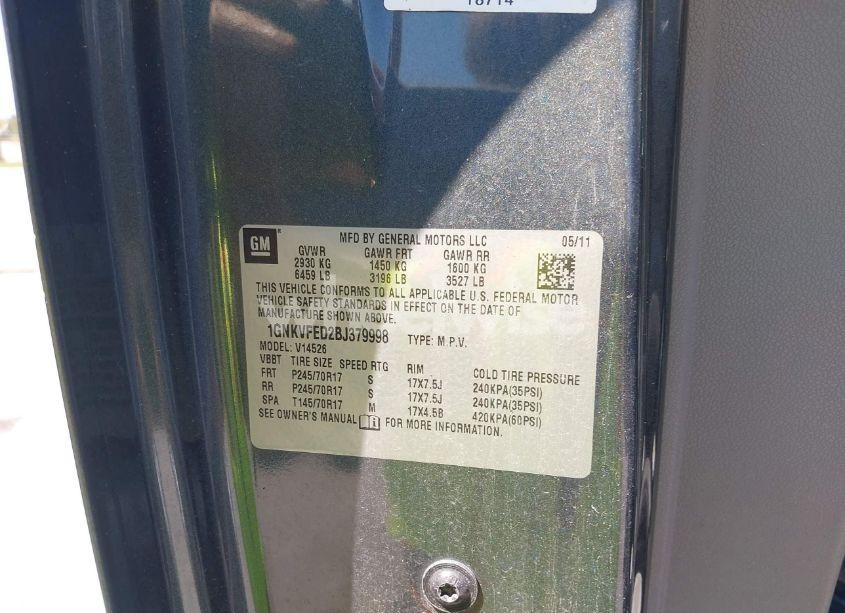 18714
GM
MFD BY GENERAL MOTORS LLC 05/11
GVWR GAWR FRT GAWR RR
2930 KG 1450 KG 1600 KG
6459 LB 3196 LB 3527 LB
THIS VEHICLE CONFORMS TO ALL APPLICABLE U.S. FEDERAL MOTOR
VEHICLE SAFETY STANDARDS IN EFFECT ON THE DATE OF
MANUFACTURE SHOWN ABOVE.
1GNKVFED2BJ379998 TYPE: M.P.V.
MODEL: V14526
VBBT TIRE SIZE SPEED RTG RIM COLD TIRE PRESSURE
FRT P245/70R17 S 17X7.5J 240KPA(35PSI)
RR P245/70R17 S 17X7.5J 240KPA(35PSI)
SPA T145/70R17 M 17X4.5B 420KPA(60PSI)
SEE OWNER'S MANUAL FOR MORE INFORMATION.